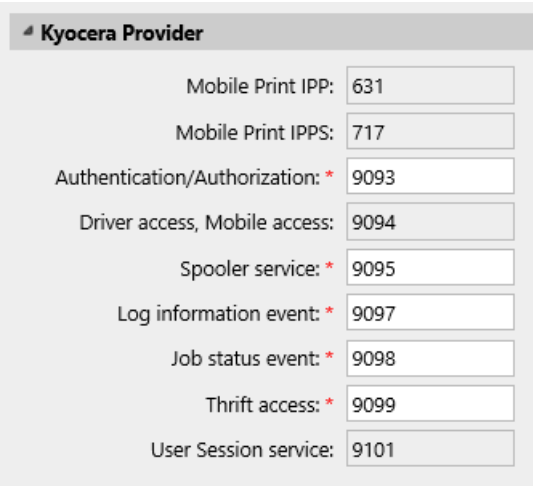 Kyocera Provider
Mobile Print IPP: 631
Mobile Print IPPS: 717
Authentication/Authorization: * 9093
Driver access, Mobile access: 9094
Spooler service: * 9095
Log information event: * 9097
Job status event: * 9098
Thrift access: * 9099
User Session service: 9101